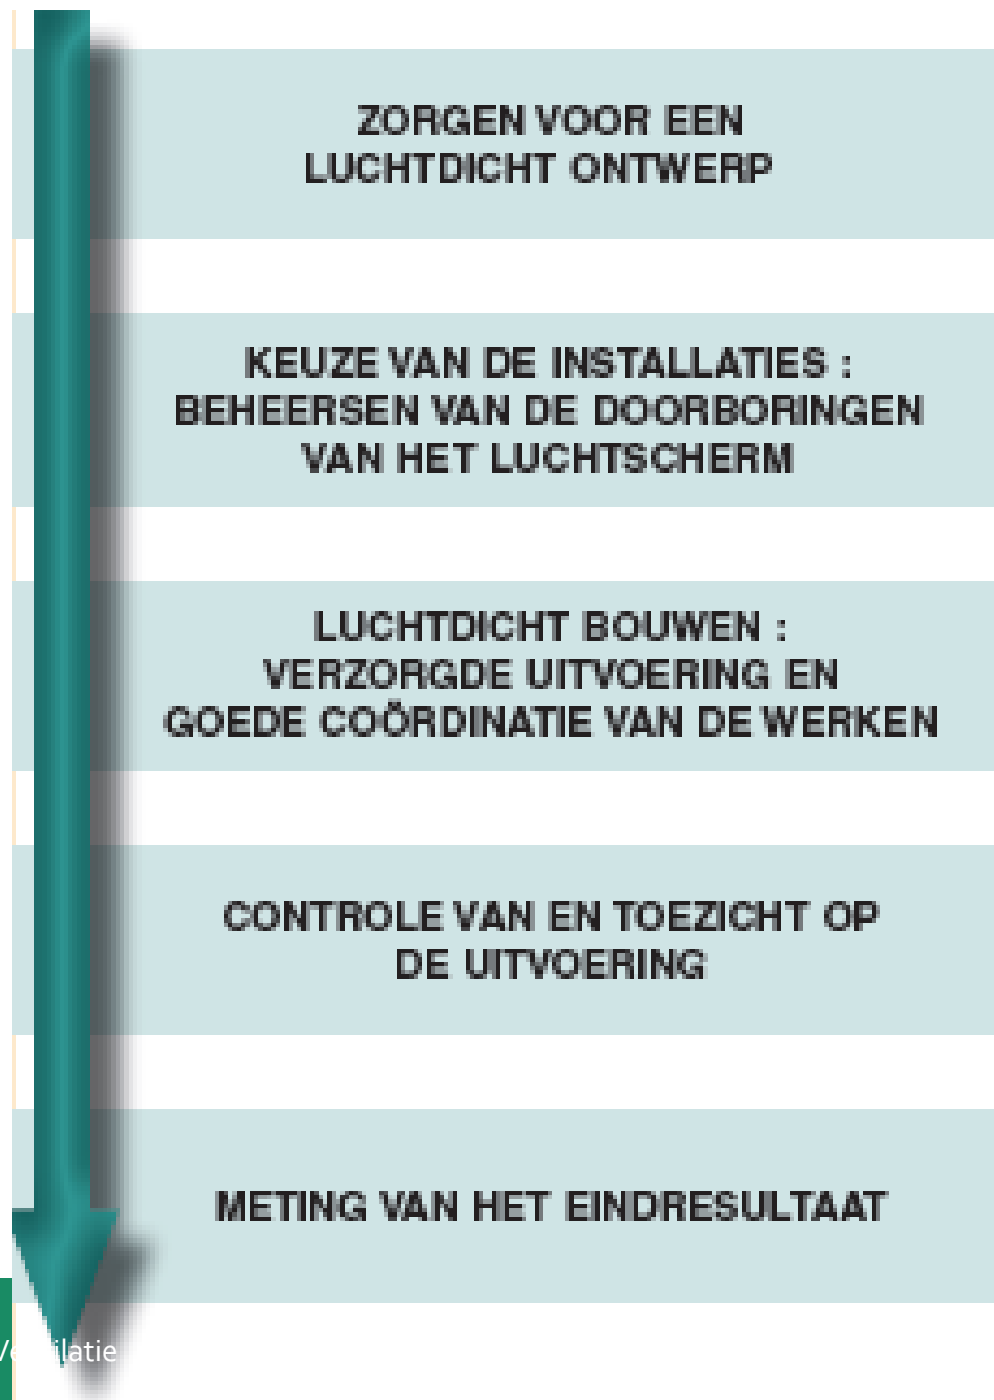 ZORGEN VOOR EEN
LUCHTDICHT ONTWERP
KEUZE VAN DE INSTALLATIES :
BEHEERSEN VAN DE DOORBORINGEN
VAN HET LUCHTSCHERM
LUCHTDICHT BOUWEN :
VERZORGDE UITVOERING EN
GOEDE COÖRDINATIE VAN DE WERKEN
CONTROLE VAN EN TOEZICHT OP
DE UITVOERING
METING VAN HET EINDRESULTAAT